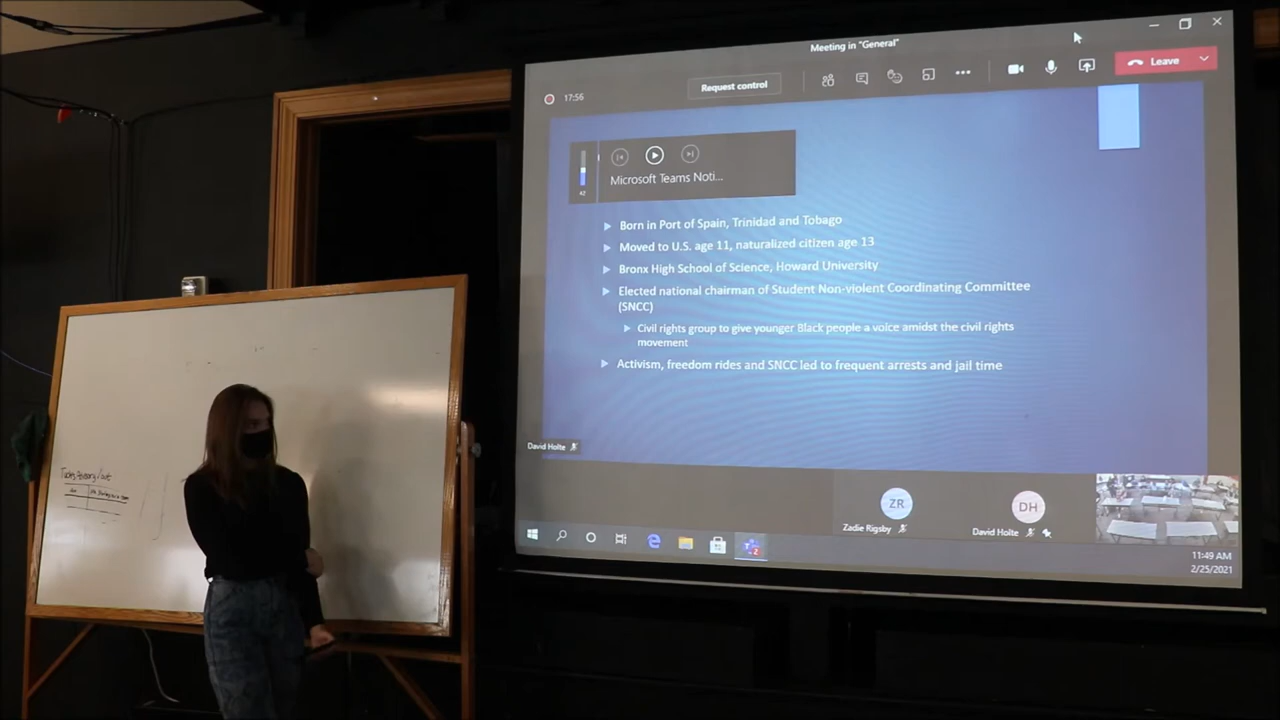 Meeting in "General"
17:56
Request control
Leave
42
Microsoft Teams Noti...
Born in Port of Spain, Trinidad and Tobago
Moved to U.S. age 11, naturalized citizen age 13
Bronx High School of Science, Howard University
Elected national chairman of Student Non-violent Coordinating Committee
(SNCC)
Civil rights group to give younger Black people a voice amidst the civil rights
movement
Activism, freedom rides and SNCC led to frequent arrests and jail time
David Holte
ZR
Zadie Rigsby
DH
David Holte
2
11:49 AM
2/25/2021